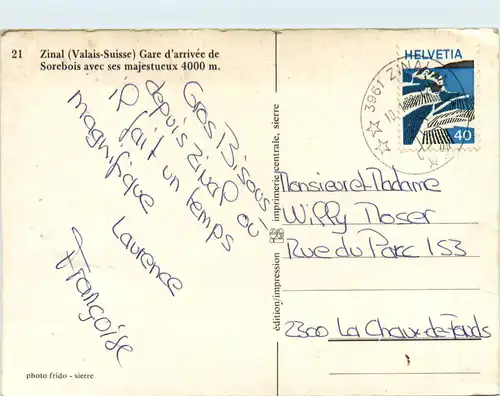 21 Zinal (Valais-Suisse) Gare d'arrivée de
Sorebois avec ses majestueux 4000 m.
Gros Bisous
depuis Zinal où
il fait un temps
magnifique
Laurence
Françoise
photo frido - sierre
édition/impression imprimerie centrale, sierre
HELVETIA
40
3961 ZINAL
Monsieur et Madame
Willy Moser
Rue du Parc 153
2300 La Chaux-de-Fonds